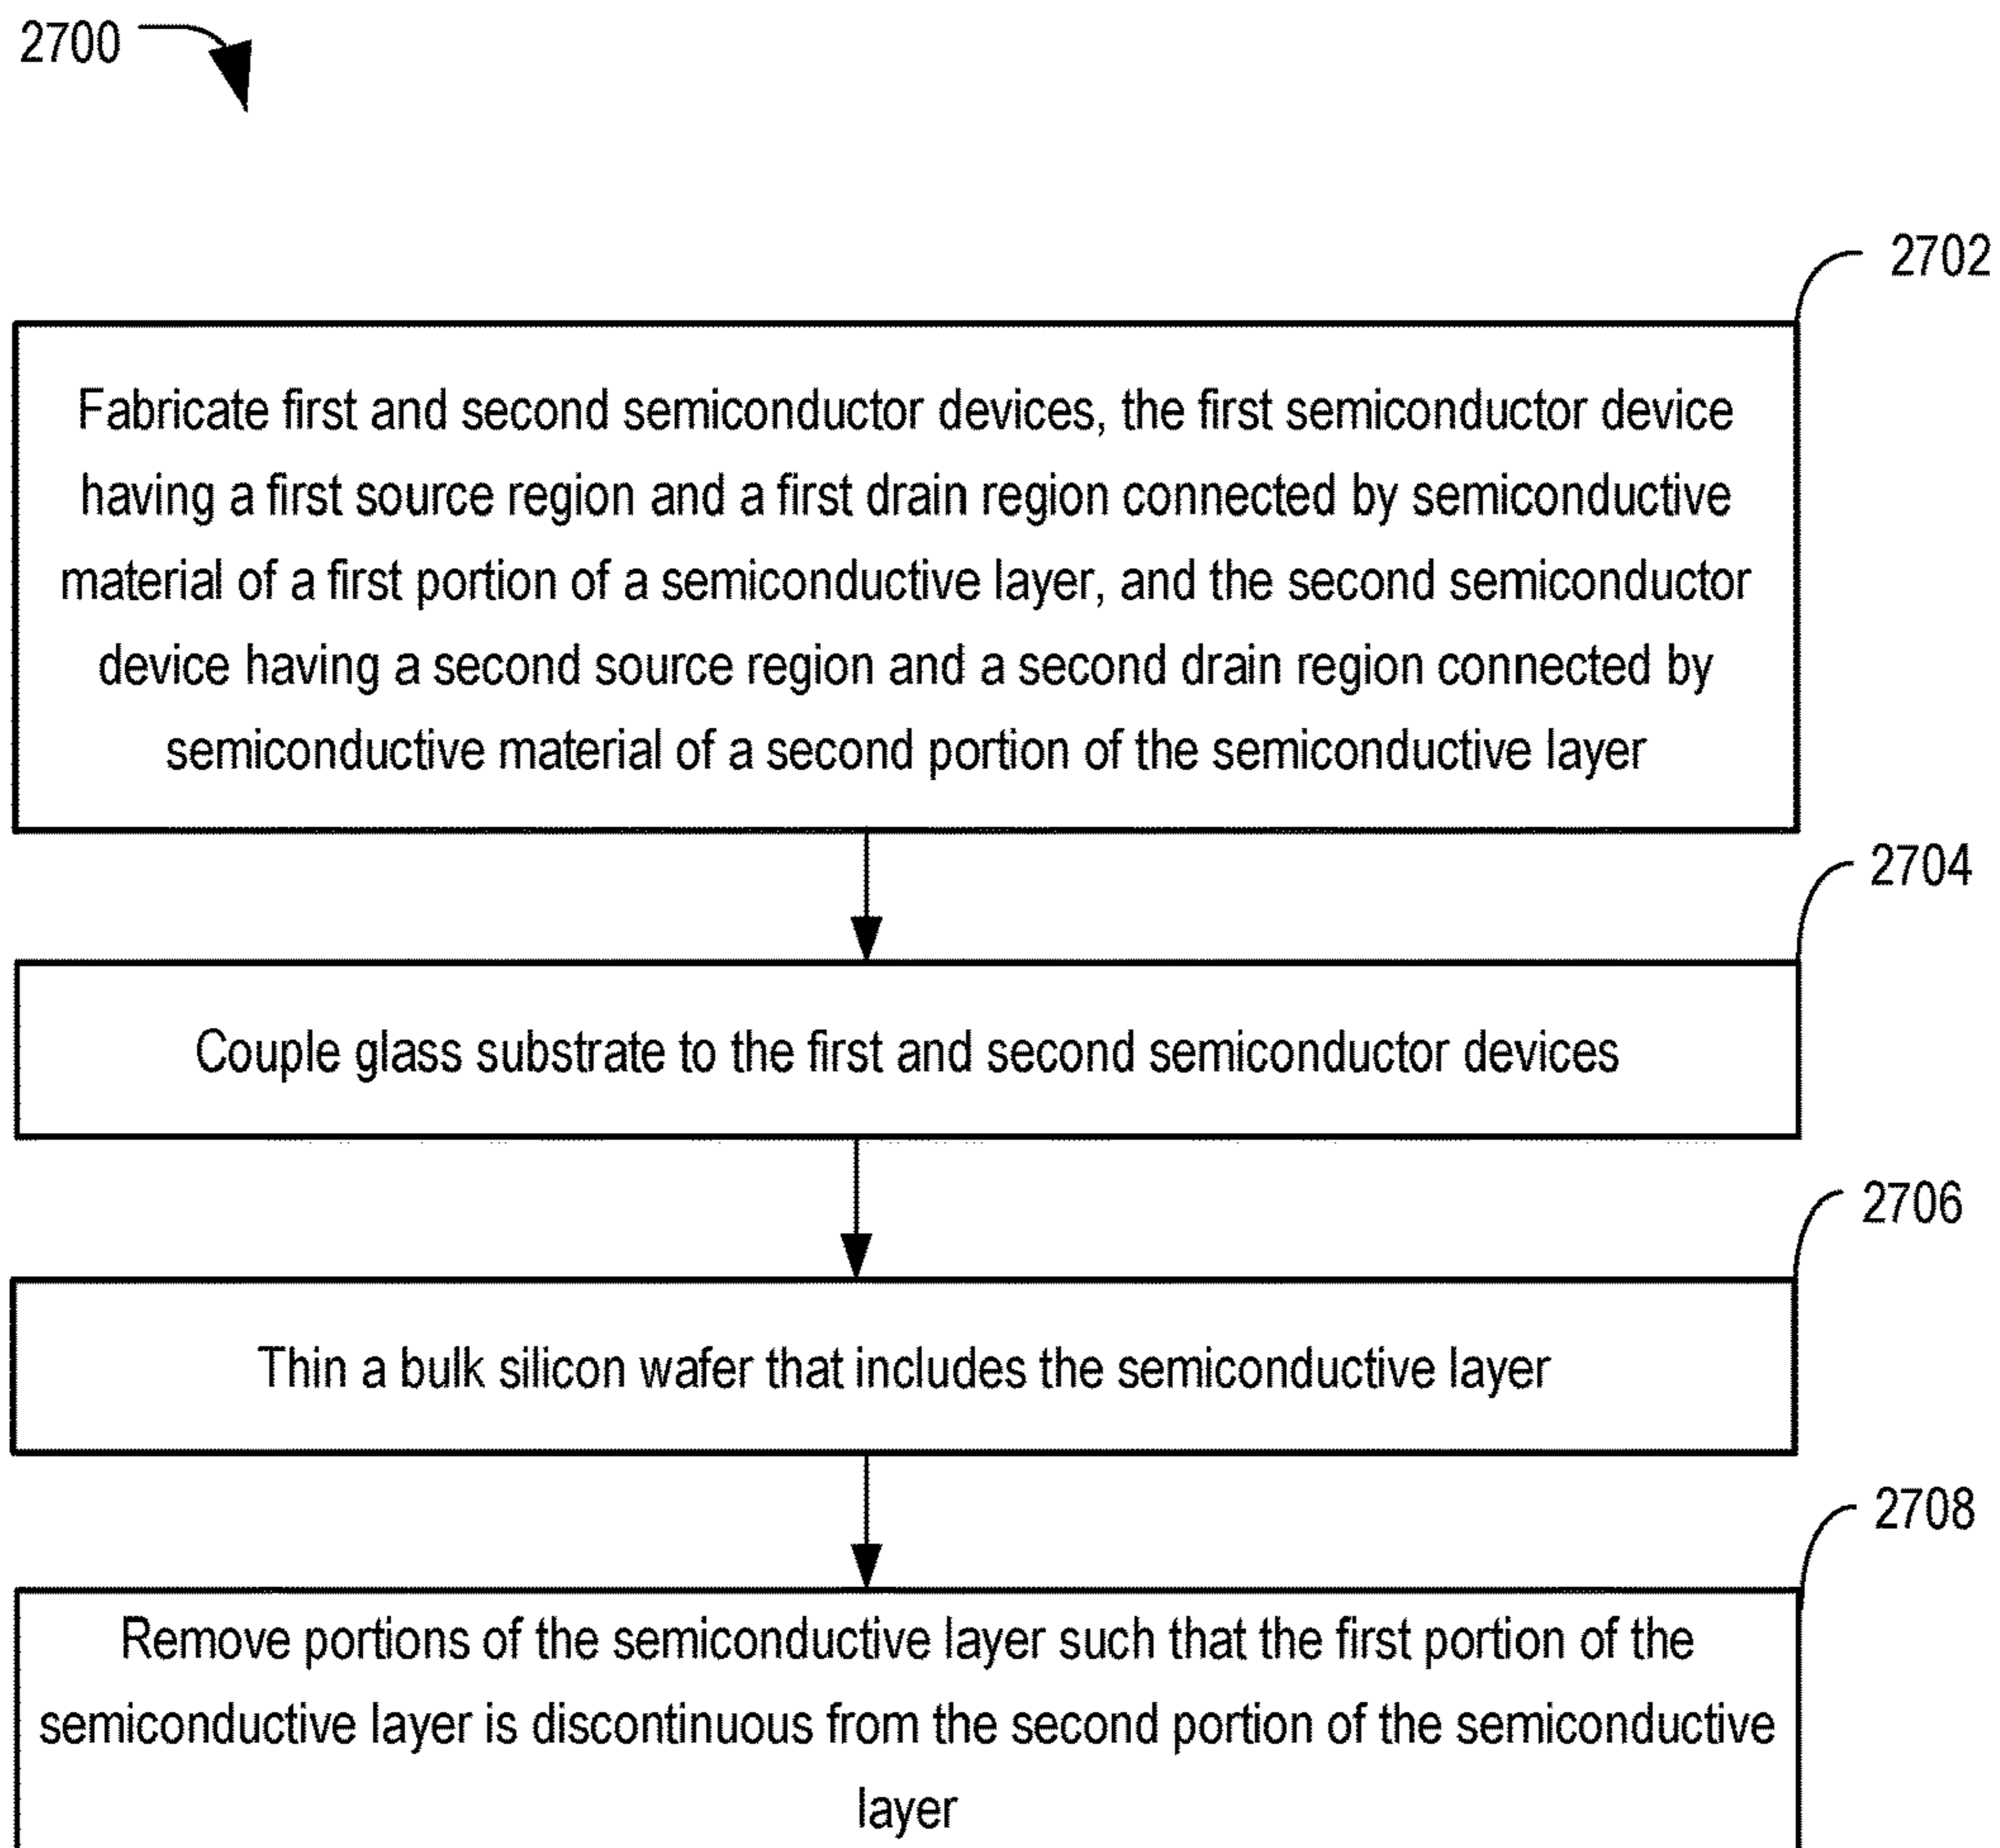 2700
2702
Fabricate first and second semiconductor devices, the first semiconductor device
having a first source region and a first drain region connected by semiconductive
material of a first portion of a semiconductive layer, and the second semiconductor
device having a second source region and a second drain region connected by
semiconductive material of a second portion of the semiconductive layer
2704
Couple glass substrate to the first and second semiconductor devices
2706
Thin a bulk silicon wafer that includes the semiconductive layer
2708
Remove portions of the semiconductive layer such that the first portion of the
semiconductive layer is discontinuous from the second portion of the semiconductive
layer